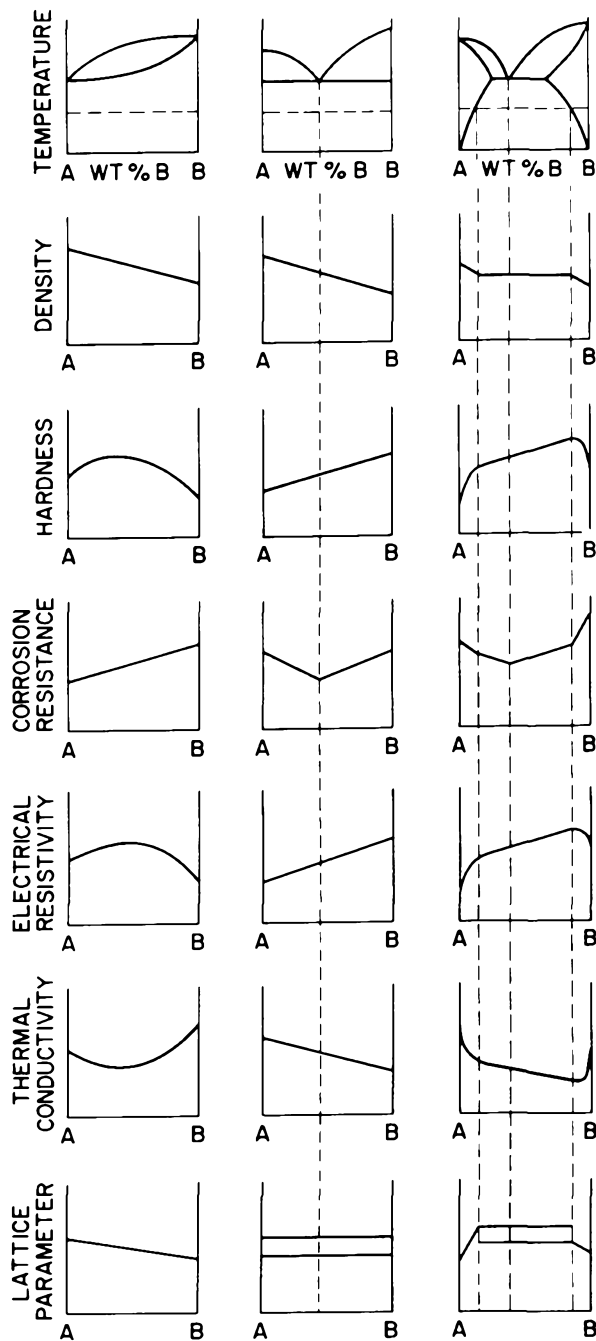 TEMPERATURE
A WT % B B
A WT % B B
A WT % B B
DENSITY
A B
A B
A B
HARDNESS
A B
A B
A B
CORROSION
RESISTANCE
A B
A B
A B
ELECTRICAL
RESISTIVITY
A B
A B
A B
THERMAL
CONDUCTIVITY
A B
A B
A B
LATTICE
PARAMETER
A B
A B
A B